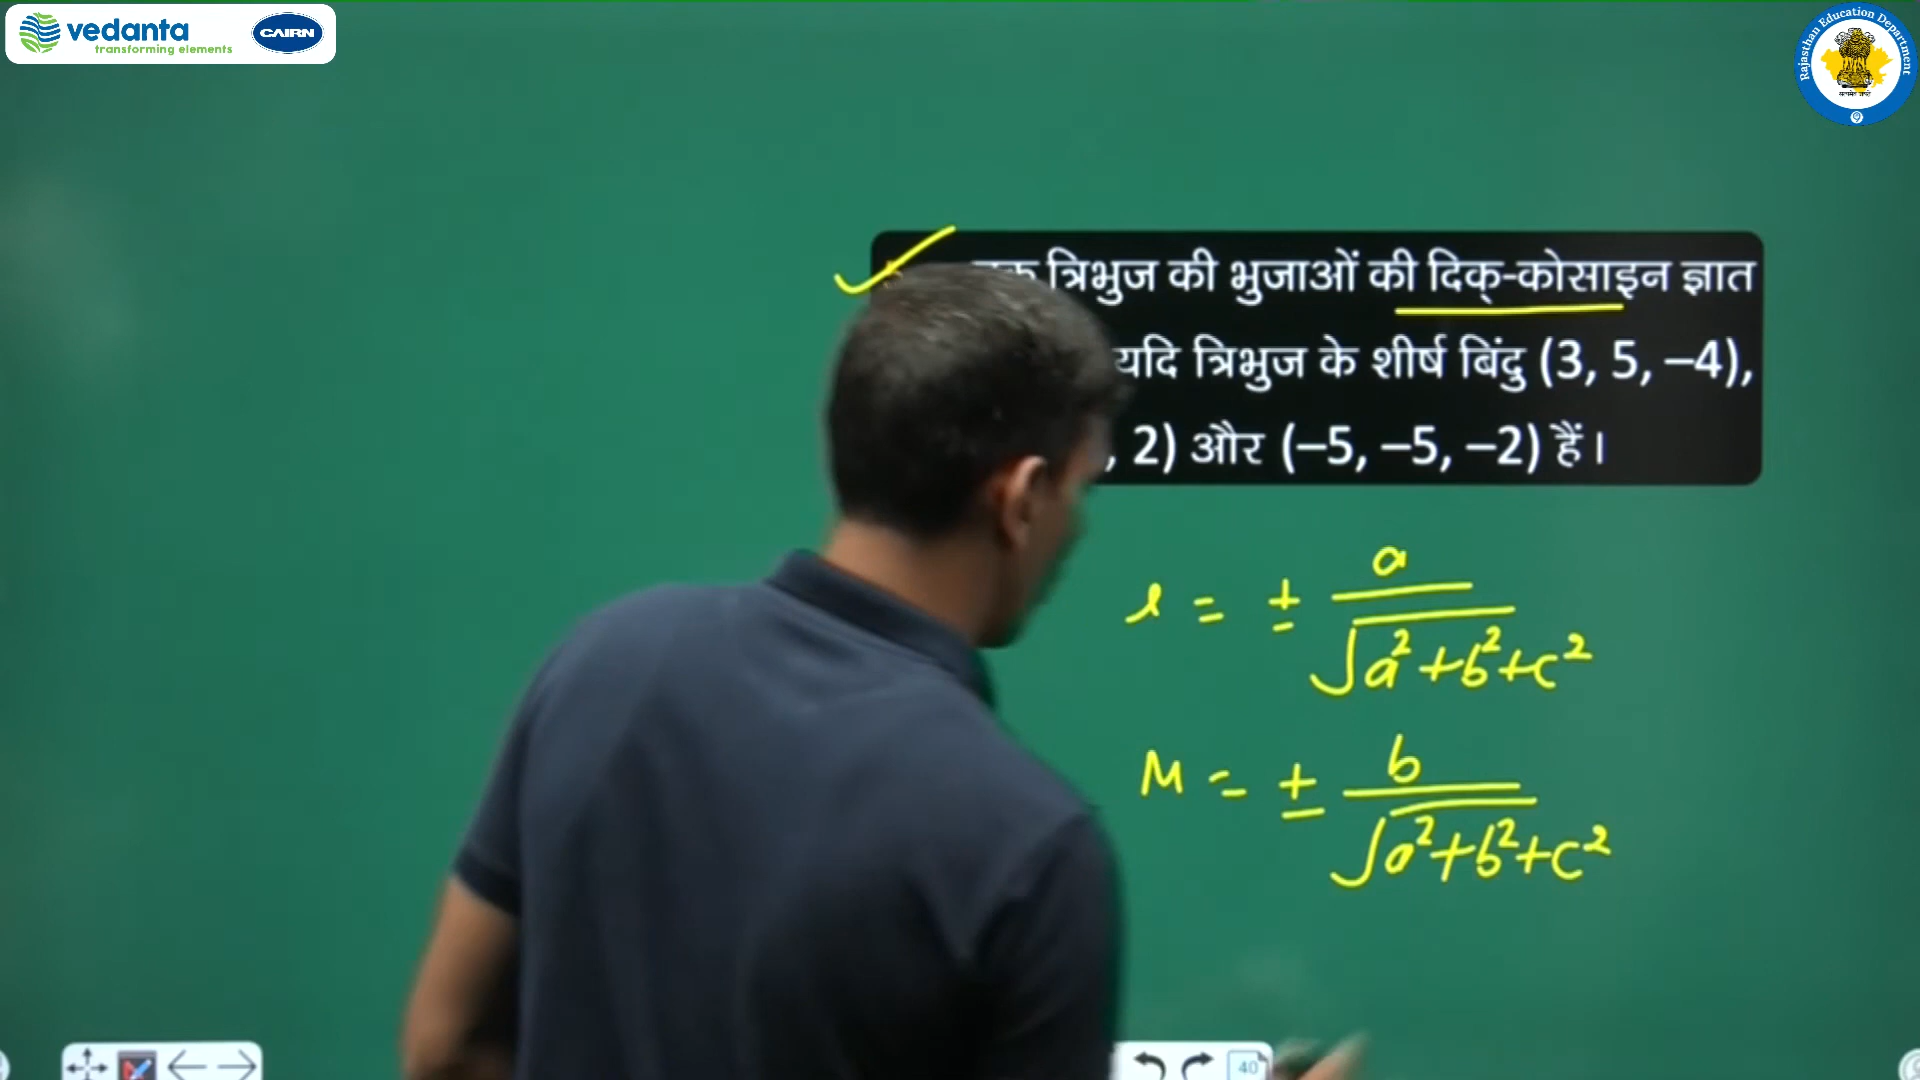 vedanta
transforming elements
CAIRN
Rajasthan Education Department
त्रिभुज की भुजाओं की दिक्-कोसाइन ज्ञात
यदि त्रिभुज के शीर्ष बिंदु (3, 5, –4),
, 2) और (–5, –5, –2) हैं।
l = ± a / √a²+b²+c²
M = ± b / √a²+b²+c²
40